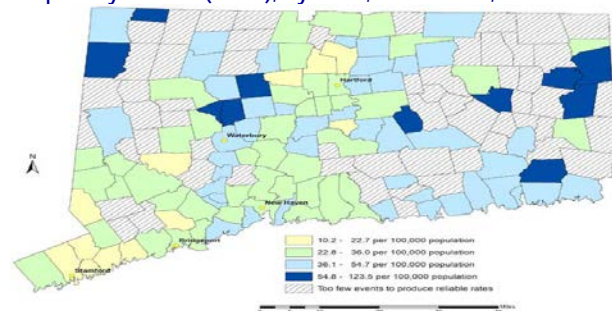 Hartford
Waterbury
N
New Haven
Bridgeport
Stamford
10.2 - 22.7 per 100,000 population
22.8 - 36.0 per 100,000 population
36.1 - 54.7 per 100,000 population
54.8 - 123.5 per 100,000 population
Too few events to produce reliable rates
Miles